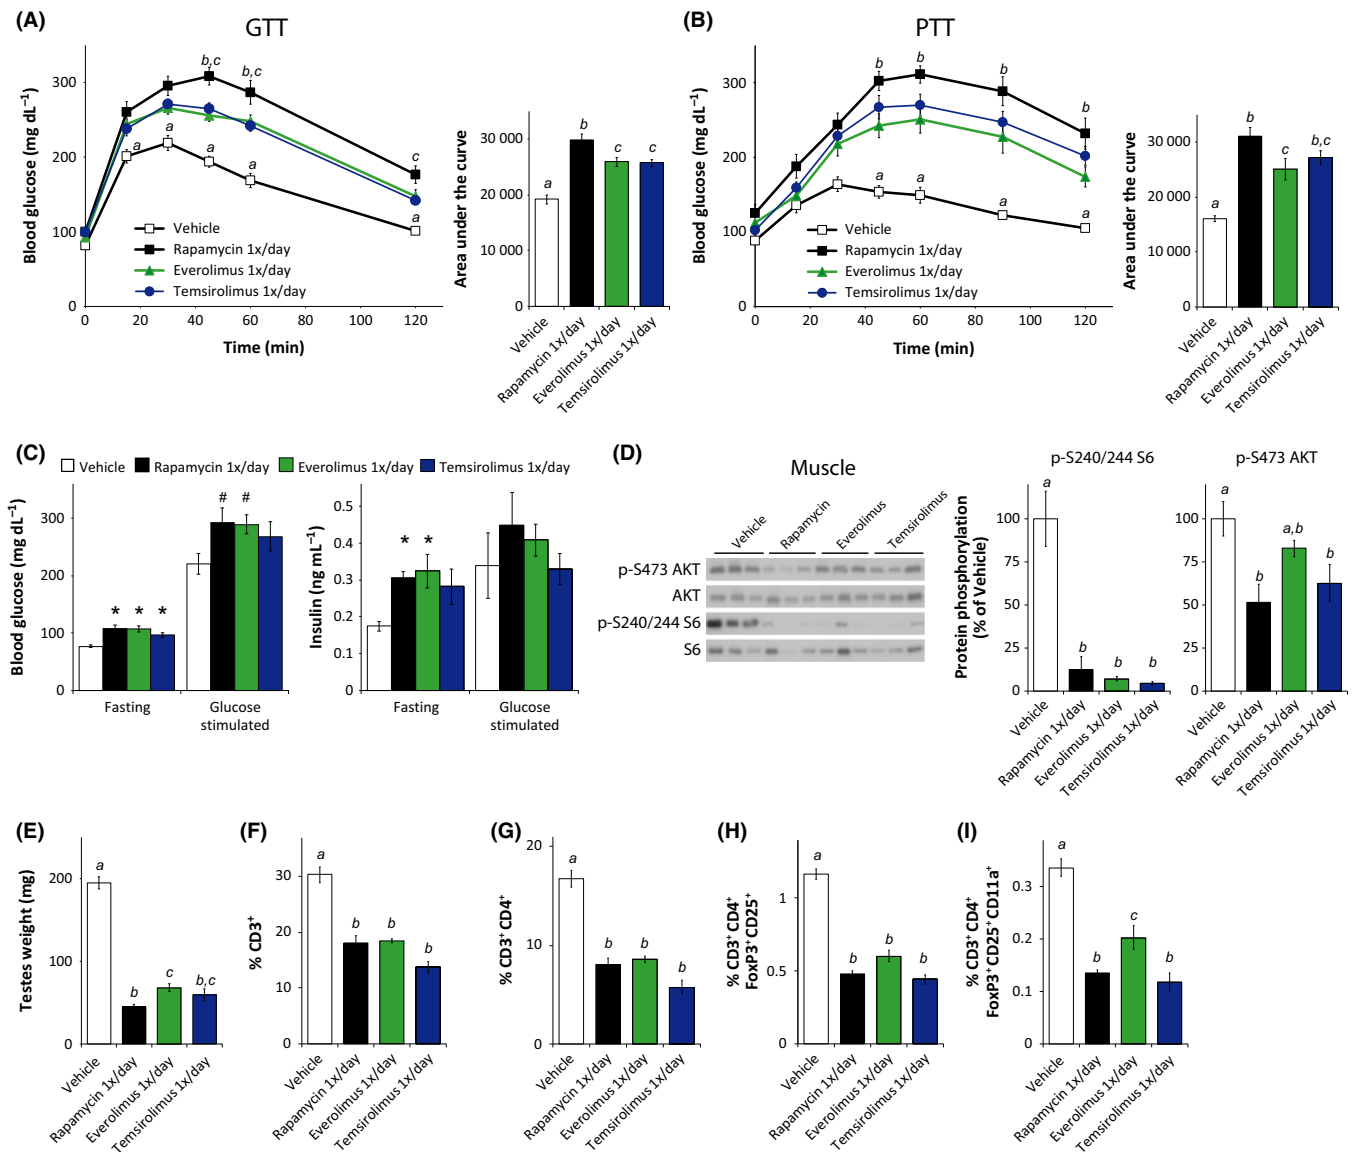 (A)
GTT
Blood glucose (mg dL⁻¹)
300
200
100
0
b,c
b,c
a
a
a
a
c
a
Vehicle
Rapamycin 1x/day
Everolimus 1x/day
Temsirolimus 1x/day
0 20 40 60 80 100 120
Time (min)
Area under the curve
30 000
20 000
10 000
0
a
b
c
c
Vehicle
Rapamycin 1x/day
Everolimus 1x/day
Temsirolimus 1x/day
(B)
PTT
Blood glucose (mg dL⁻¹)
300
200
100
0
b
b
b
b
a
a
a
a
Vehicle
Rapamycin 1x/day
Everolimus 1x/day
Temsirolimus 1x/day
0 20 40 60 80 100 120
Time (min)
Area under the curve
30 000
20 000
10 000
0
a
b
c
b,c
Vehicle
Rapamycin 1x/day
Everolimus 1x/day
Temsirolimus 1x/day
(C)
Vehicle Rapamycin 1x/day Everolimus 1x/day Temsirolimus 1x/day
Blood glucose (mg dL⁻¹)
300
200
100
0
* * *
# #
Fasting
Glucose
stimulated
Insulin (ng mL⁻¹)
0.5
0.4
0.3
0.2
0.1
0
* *
Fasting
Glucose
stimulated
(D)
Muscle
Vehicle
Rapamycin
Everolimus
Temsirolimus
p-S473 AKT
AKT
p-S240/244 S6
S6
Protein phosphorylation
(% of Vehicle)
p-S240/244 S6
100
75
50
25
0
a
b
b
b
Vehicle
Rapamycin 1x/day
Everolimus 1x/day
Temsirolimus 1x/day
p-S473 AKT
100
75
50
25
0
a
b
a,b
b
Vehicle
Rapamycin 1x/day
Everolimus 1x/day
Temsirolimus 1x/day
(E)
Testes weight (mg)
200
100
0
a
b
c
b,c
Vehicle
Rapamycin 1x/day
Everolimus 1x/day
Temsirolimus 1x/day
(F)
% CD3⁺
30
20
10
0
a
b
b
b
Vehicle
Rapamycin 1x/day
Everolimus 1x/day
Temsirolimus 1x/day
(G)
% CD3⁺CD4⁺
20
10
0
a
b
b
b
Vehicle
Rapamycin 1x/day
Everolimus 1x/day
Temsirolimus 1x/day
(H)
% CD3⁺CD4⁺
FoxP3⁺CD25⁺
1
0.5
0
a
b
b
b
Vehicle
Rapamycin 1x/day
Everolimus 1x/day
Temsirolimus 1x/day
(I)
% CD3⁺CD4⁺
FoxP3⁺CD25⁺CD11a⁺
0.3
0.2
0.1
0
a
b
c
b
Vehicle
Rapamycin 1x/day
Everolimus 1x/day
Temsirolimus 1x/day